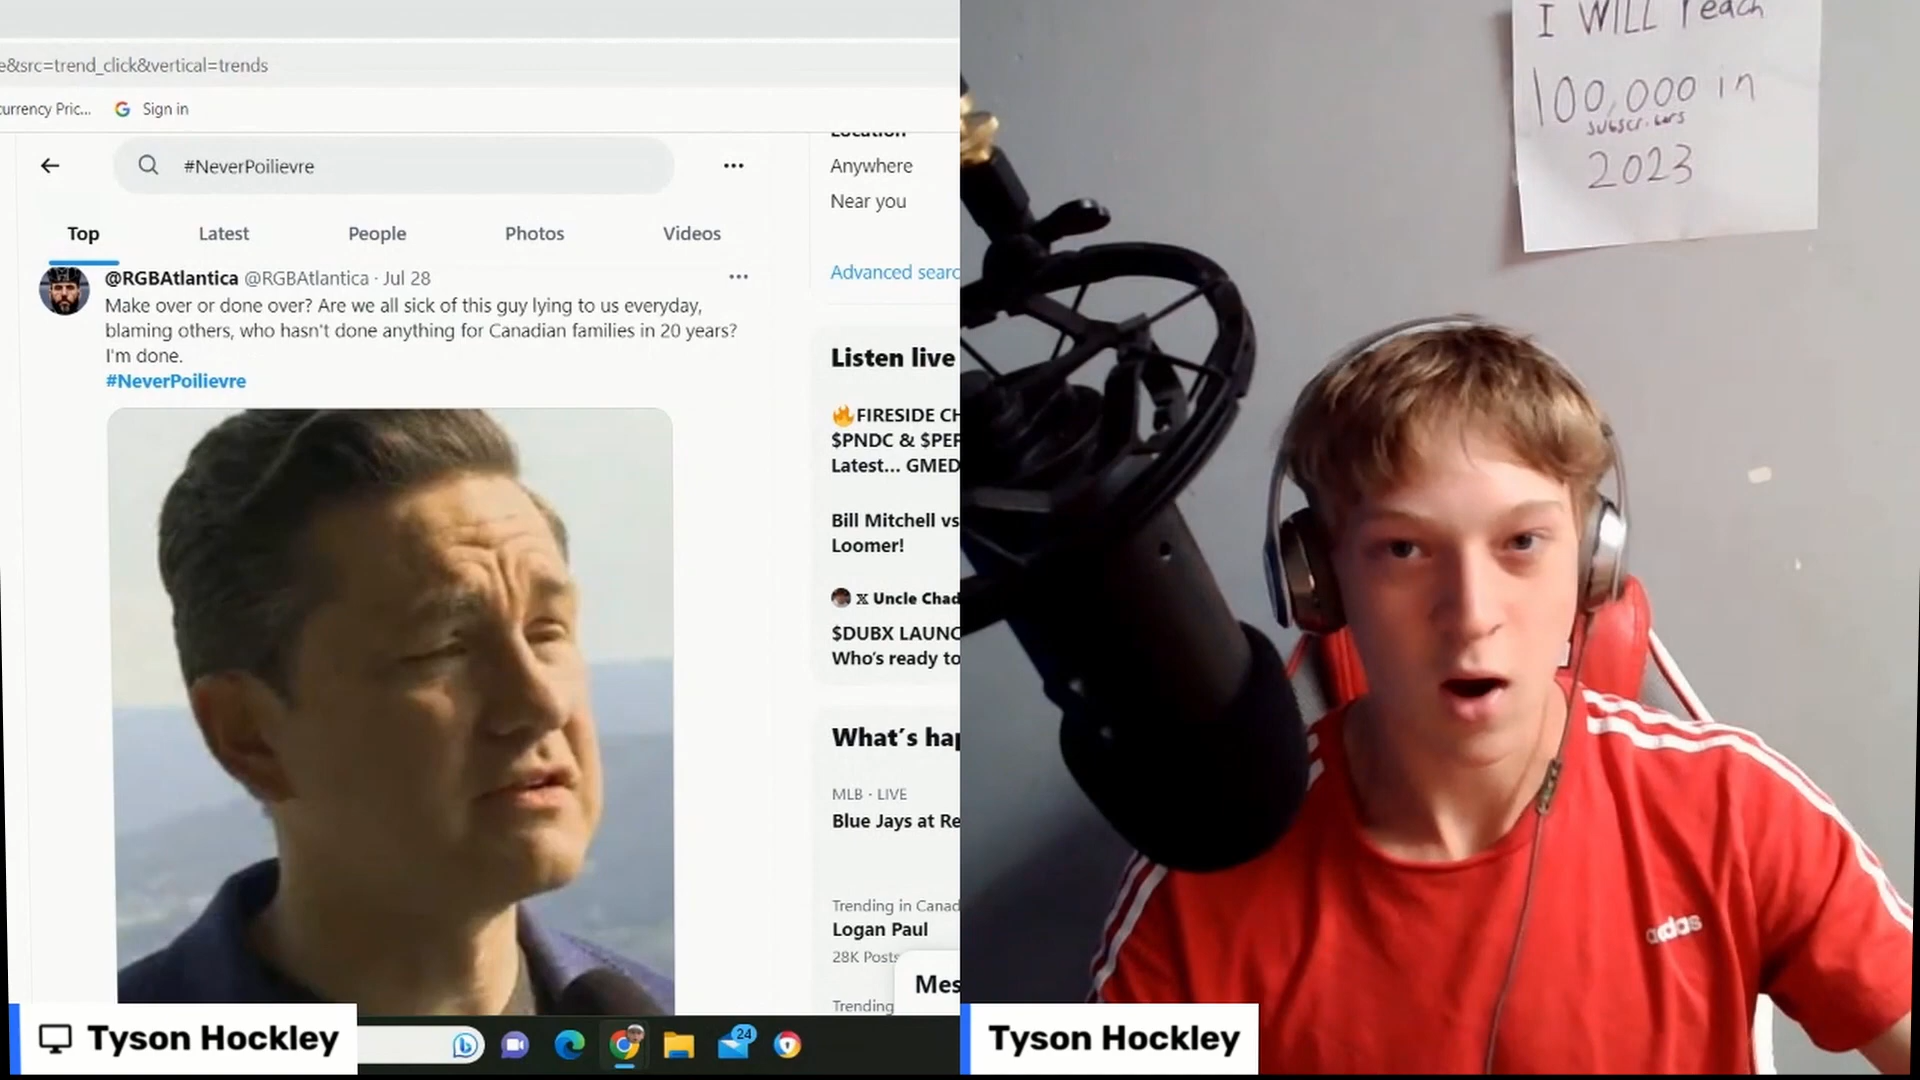 e&src=trend_click&vertical=trends
currency Pric...
Sign in
#NeverPoilievre
Top
Latest
People
Photos
Videos
@RGBAtlantica @RGBAtlantica · Jul 28
Make over or done over? Are we all sick of this guy lying to us everyday,
blaming others, who hasn't done anything for Canadian families in 20 years?
I'm done.
#NeverPoilievre
Location
Anywhere
Near you
Advanced searc
Listen live
🔥FIRESIDE CH
$PNDC & $PEP
Latest... GMED
Bill Mitchell vs
Loomer!
𝕏 Uncle Chad
$DUBX LAUNC
Who's ready to
What's hap
MLB · LIVE
Blue Jays at Re
Trending in Canad
Logan Paul
28K Posts
Trending
Mes
24
Tyson Hockley
I WILL reach
100,000 in
subscribers
2023
adidas
Tyson Hockley